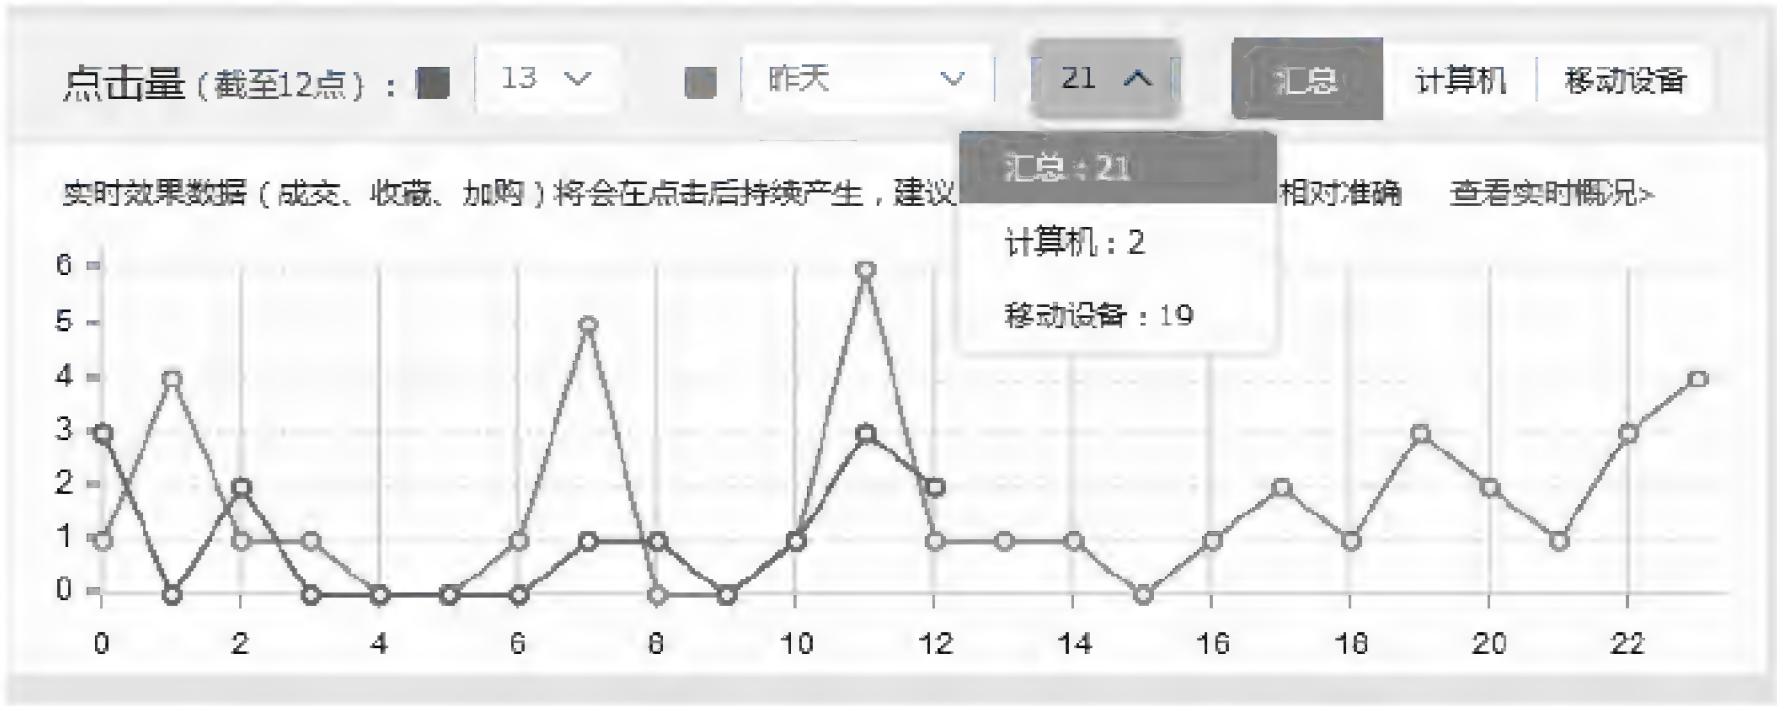 点击量（截至12点）： 13 昨天 21 汇总 计算机 移动设备
汇总：21
实时效果数据（成交、收藏、加购）将会在点击后持续产生，建议 相对准确 查看实时概况>
计算机：2
移动设备：19
6
5
4
3
2
1
0
0 2 4 6 8 10 12 14 16 18 20 22